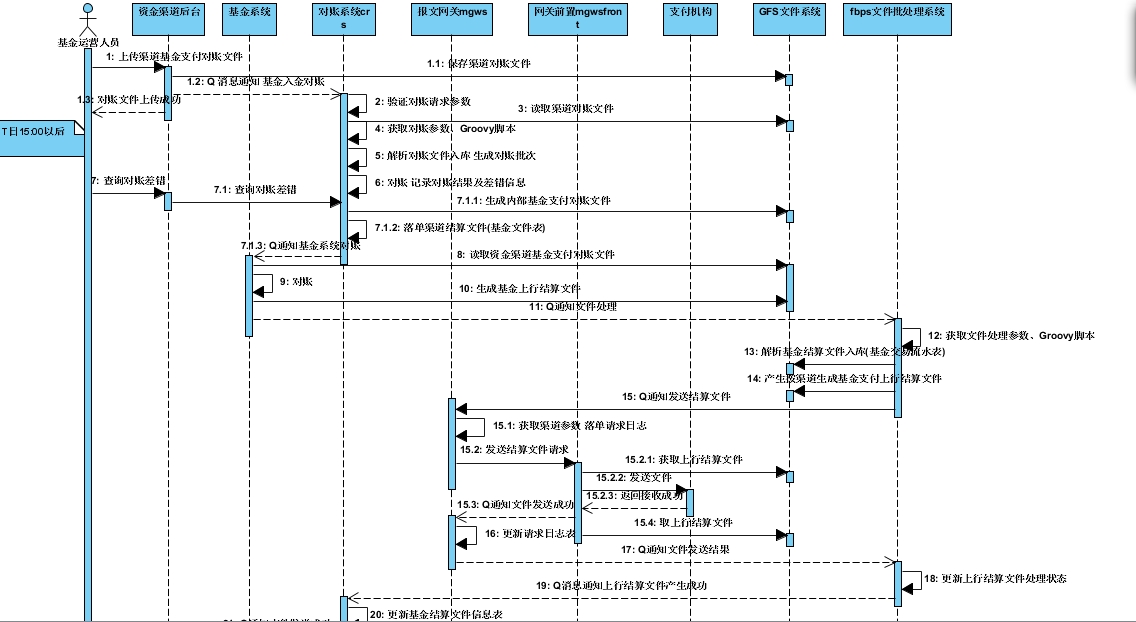 资金渠道后台
基金系统
对账系统cr
s
报文网关mgws
网关前置mgwsfron
t
支付机构
GFS文件系统
fbps文件批处理系统
基金运营人员
1: 上传渠道基金支付对账文件
1.1: 保存渠道对账文件
1.2: Q 消息通知 基金入金对账
1.3: 对账文件上传成功
2: 验证对账请求参数
3: 读取渠道对账文件
T日15:00以后
4: 获取对账参数、Groovy脚本
5: 解析对账文件入库 生成对账批次
6: 对账 记录对账结果及差错信息
7: 查询对账差错
7.1: 查询对账差错
7.1.1: 生成内部基金支付对账文件
7.1.2: 落单渠道结算文件(基金文件表)
7.1.3: Q通知基金系统对账
8: 读取资金渠道基金支付对账文件
9: 对账
10: 生成基金上行结算文件
11: Q通知文件处理
12: 获取文件处理参数、Groovy脚本
13: 解析基金结算文件入库(基金交易流水表)
14: 产生按渠道生成基金支付上行结算文件
15: Q通知发送结算文件
15.1: 获取渠道参数 落单请求日志
15.2: 发送结算文件请求
15.2.1: 获取上行结算文件
15.2.2: 发送文件
15.2.3: 返回接收成功
15.3: Q通知文件发送成功
15.4: 取上行结算文件
16: 更新请求日志表
17: Q通知文件发送结果
18: 更新上行结算文件处理状态
19: Q消息通知上行结算文件产生成功
20: 更新基金结算文件信息表